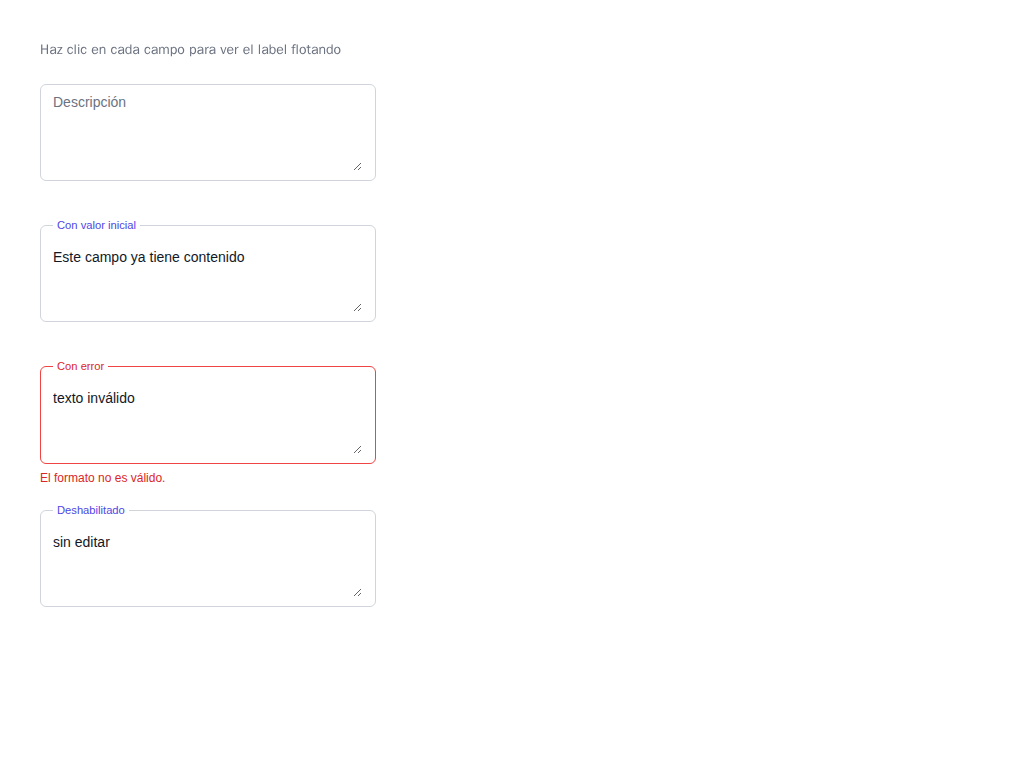 Haz clic en cada campo para ver el label flotando
Descripción
Con valor inicial
Este campo ya tiene contenido
Con error
texto inválido
El formato no es válido.
Deshabilitado
sin editar